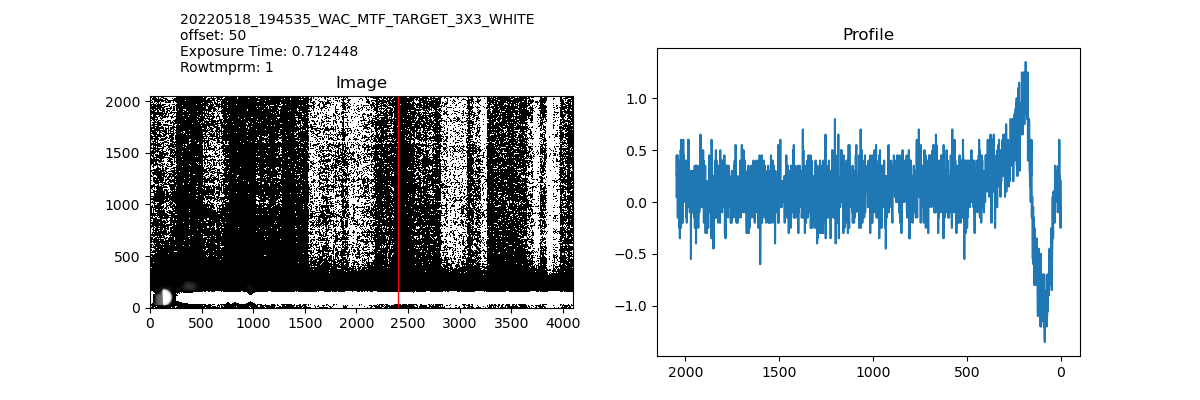 20220518_194535_WAC_MTF_TARGET_3X3_WHITE
offset: 50
Exposure Time: 0.712448
Rowtmprm: 1
Image
2000
1500
1000
500
0
0 500 1000 1500 2000 2500 3000 3500 4000
Profile
1.0
0.5
0.0
−0.5
−1.0
2000 1500 1000 500 0